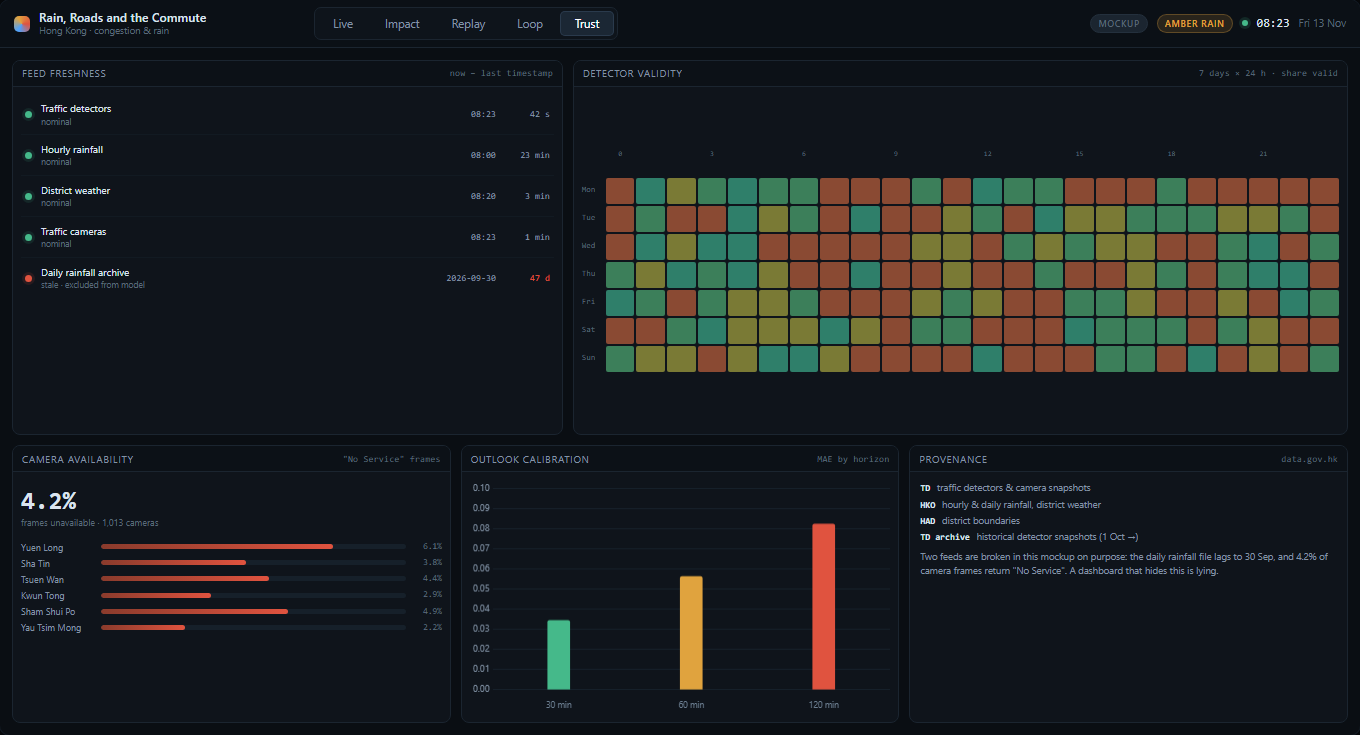 Rain, Roads and the Commute
Hong Kong · congestion & rain
Live Impact Replay Loop Trust
MOCKUP AMBER RAIN 08:23 Fri 13 Nov
FEED FRESHNESS now − last timestamp
Traffic detectors 08:23 42 s
nominal
Hourly rainfall 08:00 23 min
nominal
District weather 08:20 3 min
nominal
Traffic cameras 08:23 1 min
nominal
Daily rainfall archive 2026-09-30 47 d
stale · excluded from model
DETECTOR VALIDITY 7 days × 24 h · share valid
0 3 6 9 12 15 18 21
Mon
Tue
Wed
Thu
Fri
Sat
Sun
CAMERA AVAILABILITY "No Service" frames
4.2%
frames unavailable · 1,013 cameras
Yuen Long 6.1%
Sha Tin 3.8%
Tsuen Wan 4.4%
Kwun Tong 2.9%
Sham Shui Po 4.9%
Yau Tsim Mong 2.2%
OUTLOOK CALIBRATION MAE by horizon
0.10
0.09
0.08
0.07
0.06
0.05
0.04
0.03
0.02
0.01
0.00
30 min 60 min 120 min
PROVENANCE data.gov.hk
TD traffic detectors & camera snapshots
HKO hourly & daily rainfall, district weather
HAD district boundaries
TD archive historical detector snapshots (1 Oct →)
Two feeds are broken in this mockup on purpose: the daily rainfall file lags to 30 Sep, and 4.2% of
camera frames return "No Service". A dashboard that hides this is lying.